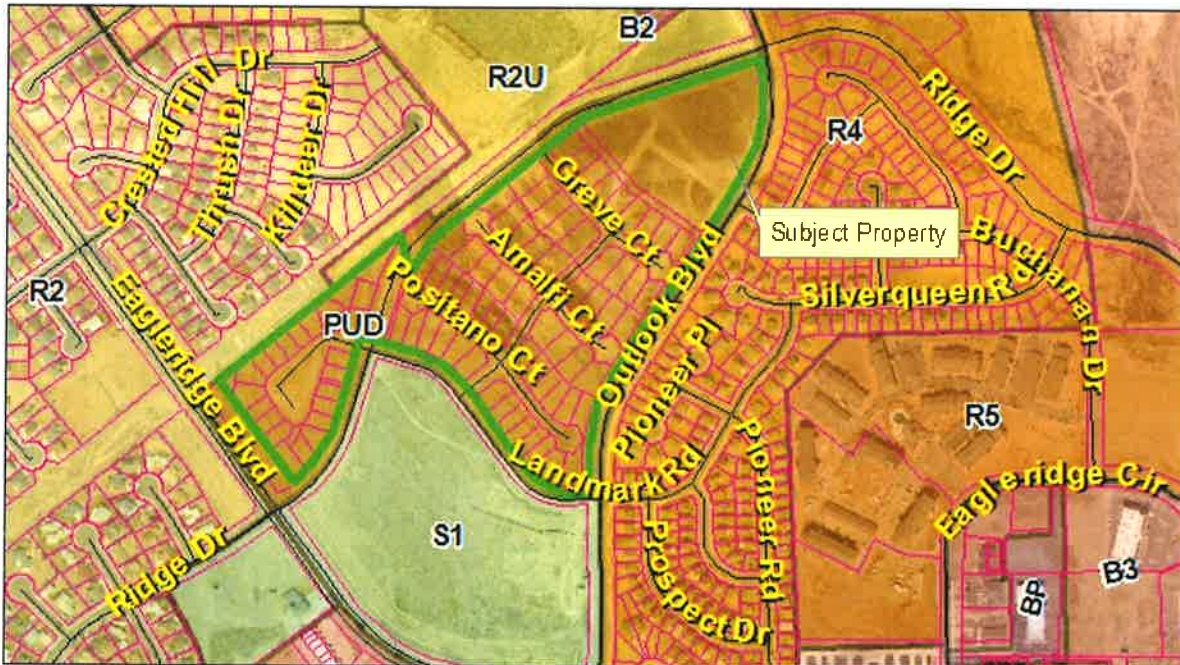 B2
R2U
Crested Hill Dr
Thrush Dr
Kildaaer Dr
Ridge Dr
R4
Creve Ct
Subject Property
Amalfi Ct
Buchanan Dr
R2
Positano Ct
Silverqueen Rd
PUD
Outlook Blvd
Eagleridge Blvd
Pioneer Pl
R5
Landmark Rd
Pioneer Rd
Eagleridge Cir
S1
Ridge Dr
Prospect Dr
BP
B3